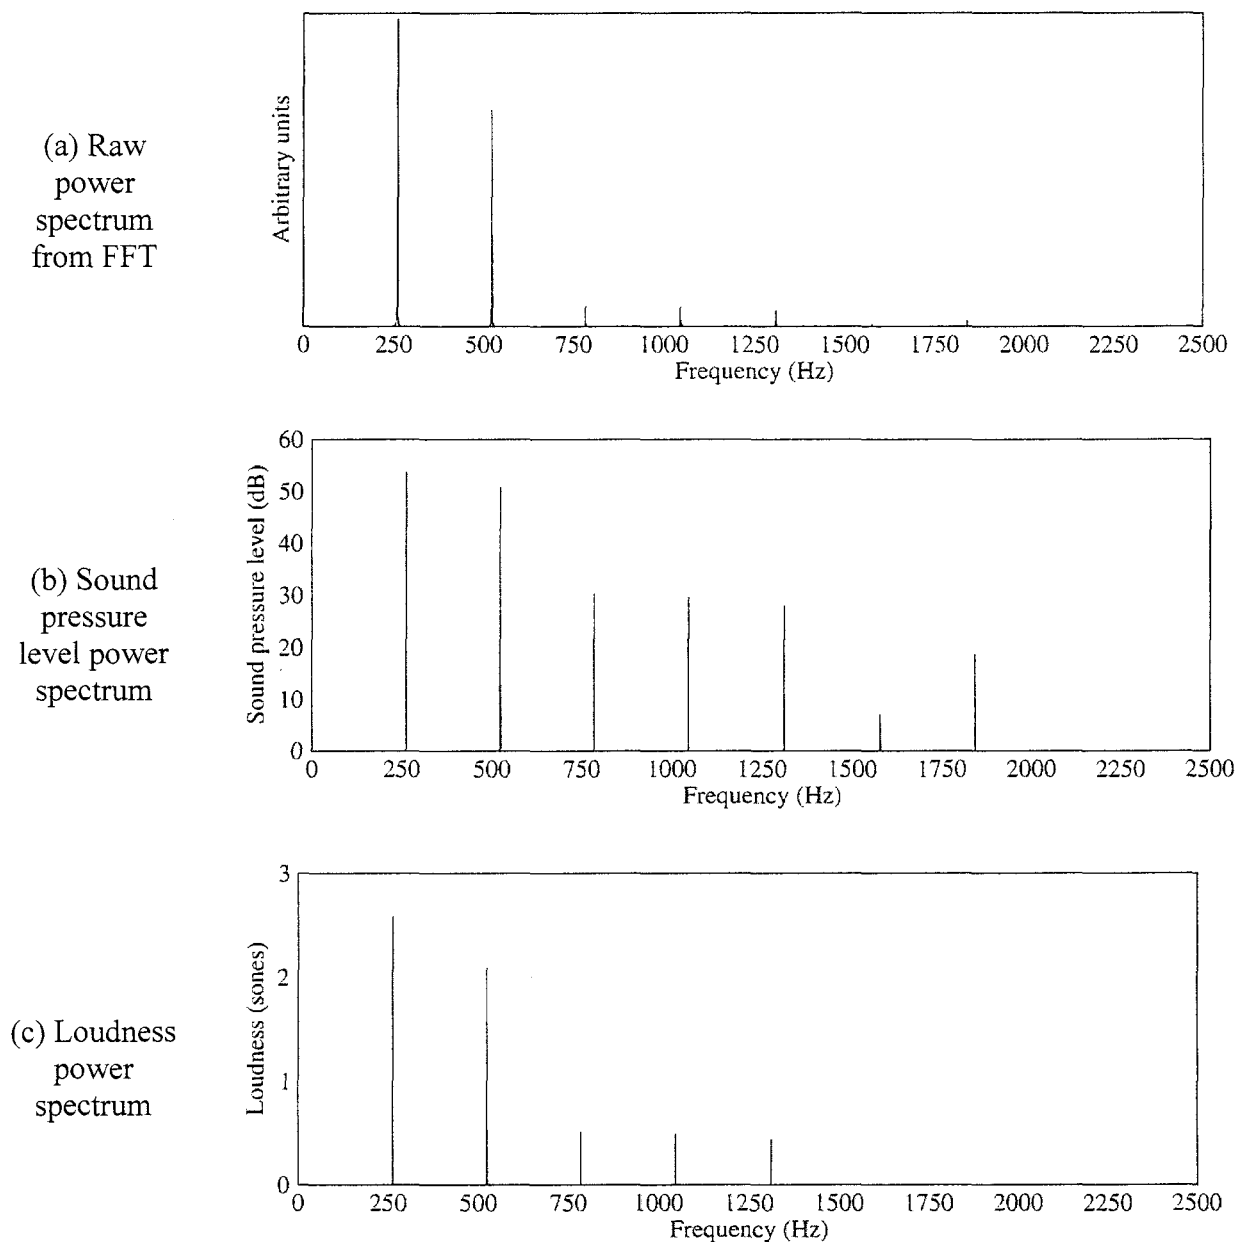 (a) Raw
power
spectrum
from FFT
Arbitrary units
0 250 500 750 1000 1250 1500 1750 2000 2250 2500
Frequency (Hz)
(b) Sound
pressure
level power
spectrum
Sound pressure level (dB)
60
50
40
30
20
10
0
0 250 500 750 1000 1250 1500 1750 2000 2250 2500
Frequency (Hz)
(c) Loudness
power
spectrum
Loudness (sones)
3
2
1
0
0 250 500 750 1000 1250 1500 1750 2000 2250 2500
Frequency (Hz)